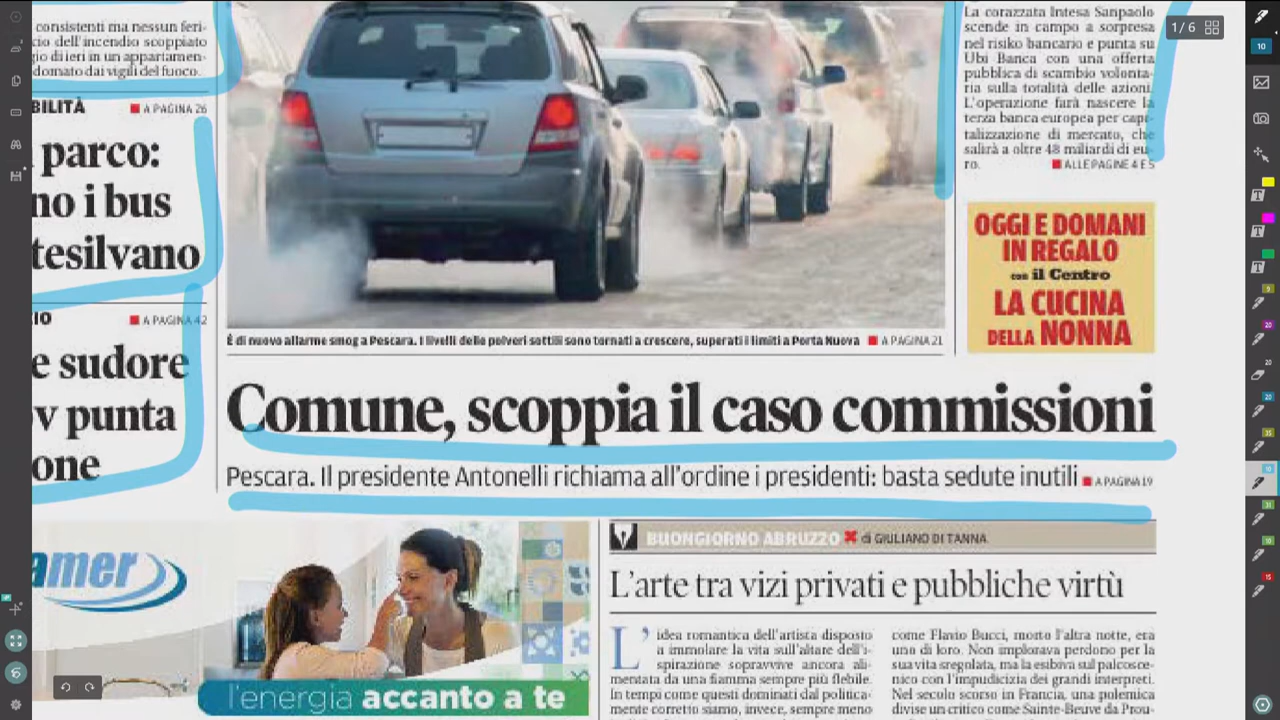 consistenti ma nessun feri-
cio dell'incendio scoppiato
gio di ieri in un appartamen-
domato dai vigili del fuoco.
BILITÀ A PAGINA 26
parco:
no i bus
tesilvano
CIO A PAGINA 42
e sudore
ov punta
one
È di nuovo allarme smog a Pescara. I livelli delle polveri sottili sono tornati a crescere, superati i limiti a Porta Nuova A PAGINA 21
La corazzata Intesa Sanpaolo
scende in campo a sorpresa
nel risiko bancario e punta su
Ubi Banca con una offerta
pubblica di scambio volonta-
ria sulla totalità delle azioni.
L'operazione farà nascere la
terza banca europea per capi-
talizzazione di mercato, che
salirà a oltre 48 miliardi di eu-
ro. ALLE PAGINE 4 E 5
1/6
OGGI E DOMANI
IN REGALO
con il Centro
LA CUCINA
DELLA NONNA
Comune, scoppia il caso commissioni
Pescara. Il presidente Antonelli richiama all'ordine i presidenti: basta sedute inutili A PAGINA 19
amer
l'energia accanto a te
BUONGIORNO ABRUZZO di GIULIANO DI TANNA
L'arte tra vizi privati e pubbliche virtù
L'idea romantica dell'artista disposto
a immolare la vita sull'altare dell'i-
spirazione sopravvive ancora ali-
mentata da una fiamma sempre più flebile.
In tempi come questi dominati dal politica-
mente corretto siamo, invece, sempre meno
come Flavio Bucci, morto l'altra notte, era
uno di loro. Non implorava perdono per la
sua vita sregolata, ma la esibiva sul palcosce-
nico con l'impudicizia dei grandi interpreti.
Nel secolo scorso in Francia, una polemica
divise un critico come Sainte-Beuve da Prou-